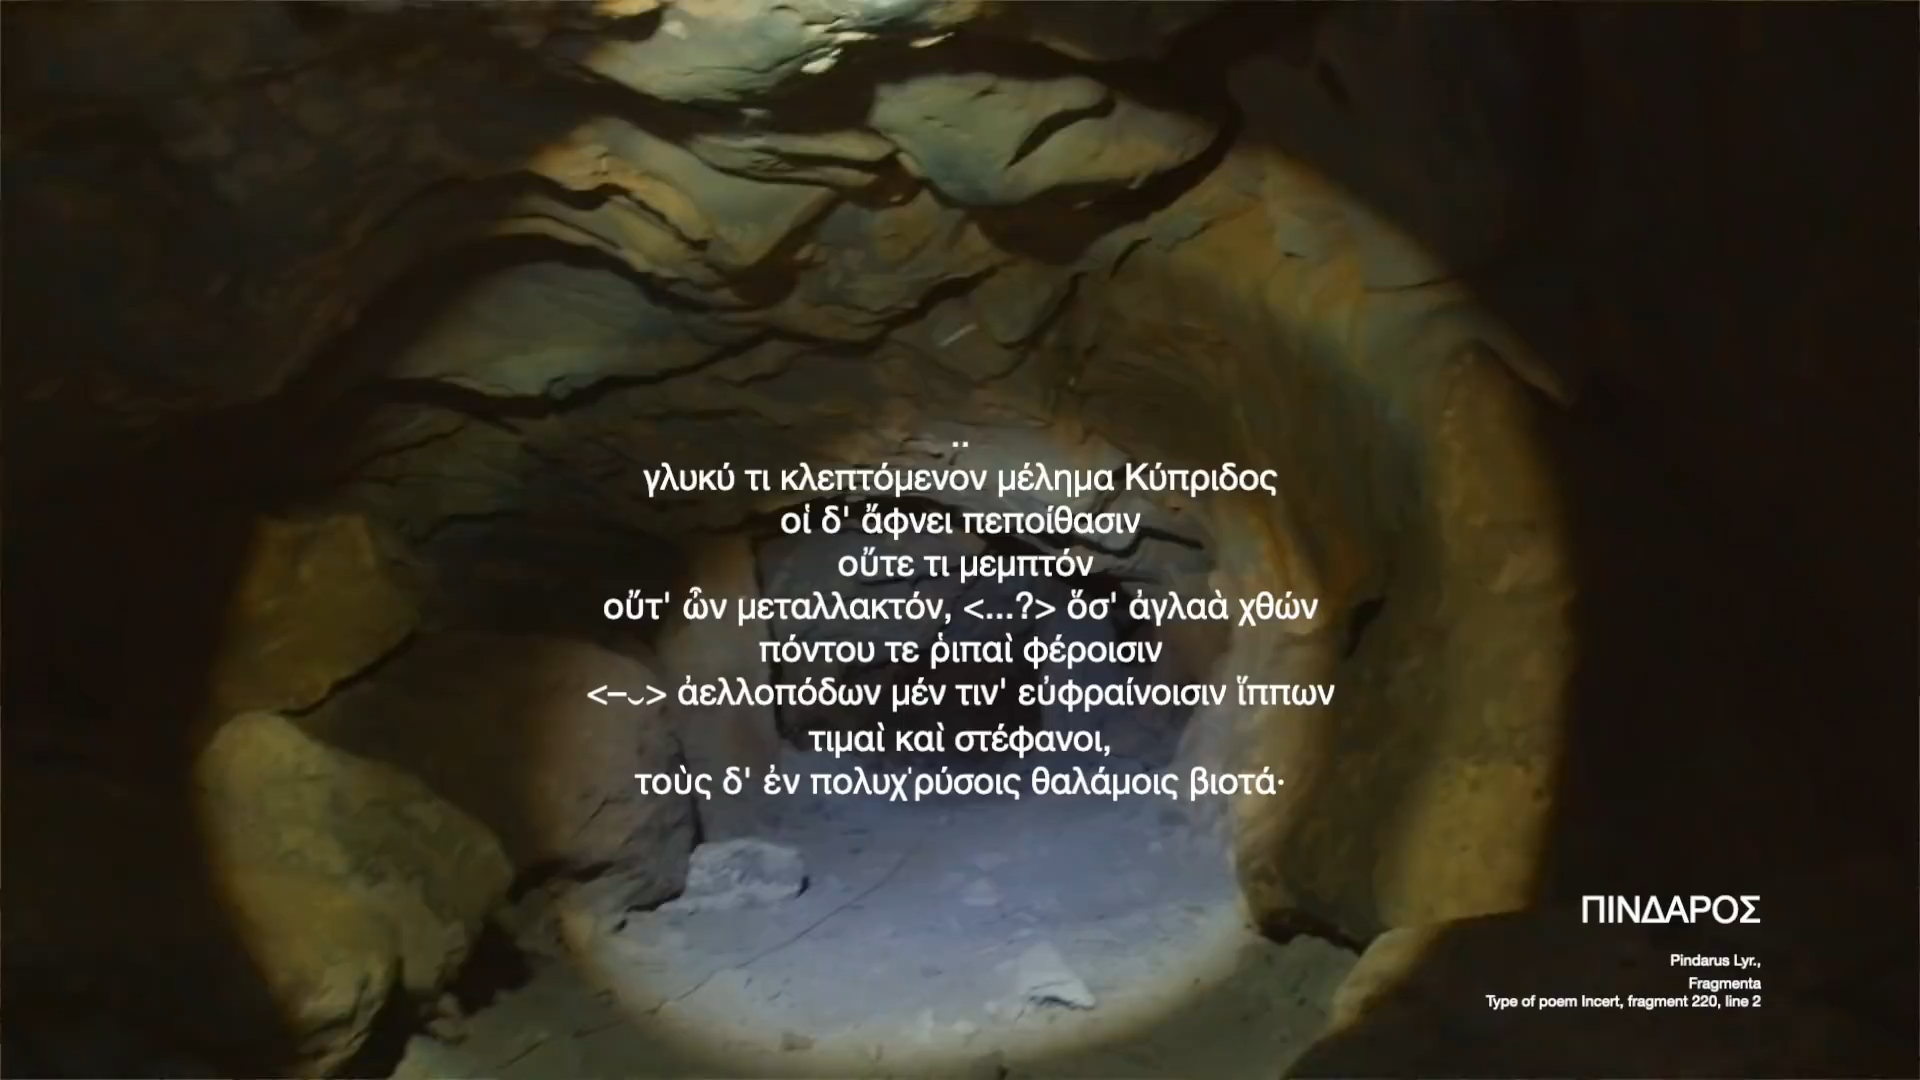 ..
γλυκύ τι κλεπτόμενον μέλημα Κύπριδος
οἱ δ' ἄφνει πεποίθασιν
οὔτε τι μεμπτόν
οὔτ' ὦν μεταλλακτόν, <...?> ὅσ' ἀγλαὰ χθών
πόντου τε ῥιπαὶ φέροισιν
<–⏑> ἀελλοπόδων μέν τιν' εὐφραίνοισιν ἵππων
τιμαὶ καὶ στέφανοι,
τοὺς δ' ἐν πολυχ'ρύσοις θαλάμοις βιοτά·
ΠΙΝΔΑΡΟΣ
Pindarus Lyr.,
Fragmenta
Type of poem Incert, fragment 220, line 2